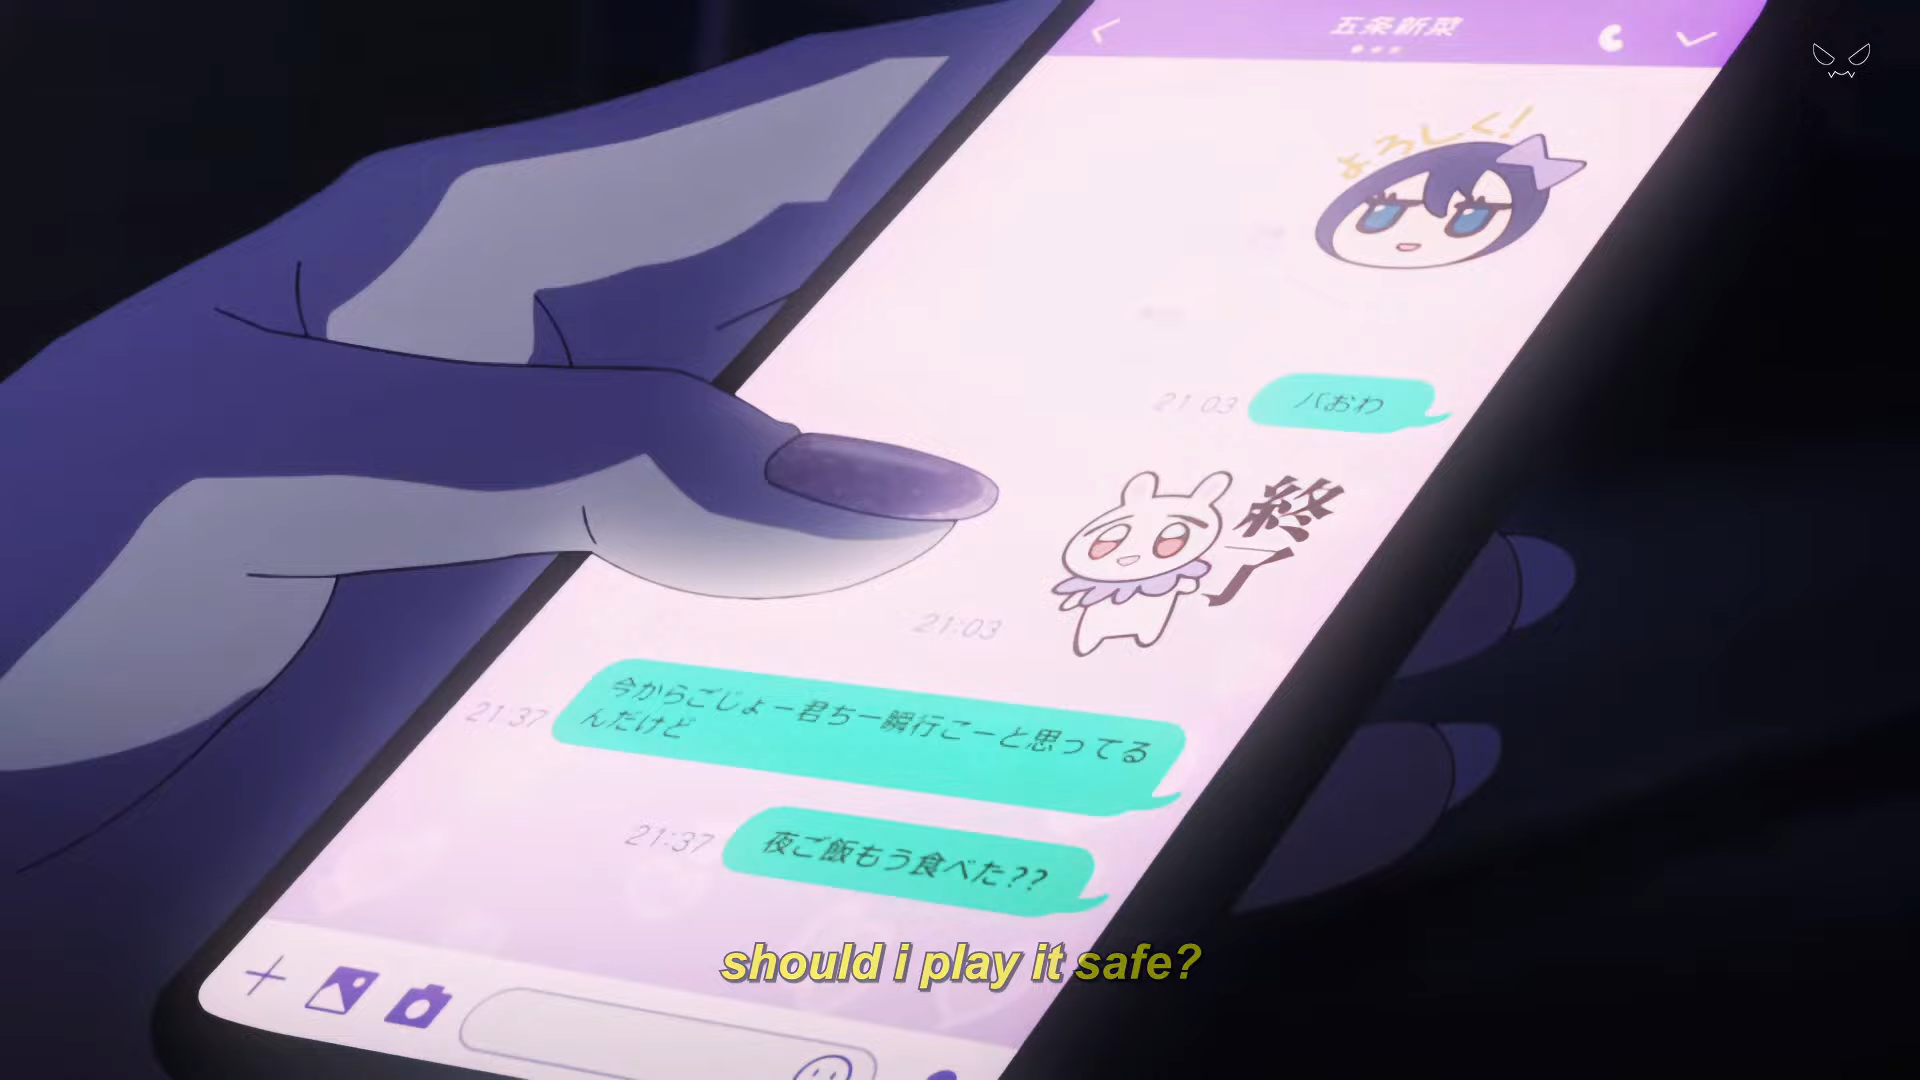 五条新菜
よろしく!
21:03
バおわ
終了
21:03
今からごじょー君ち一瞬行こーと思ってる
んだけど
21:37
夜ご飯もう食べた??
21:37
should i play it safe?